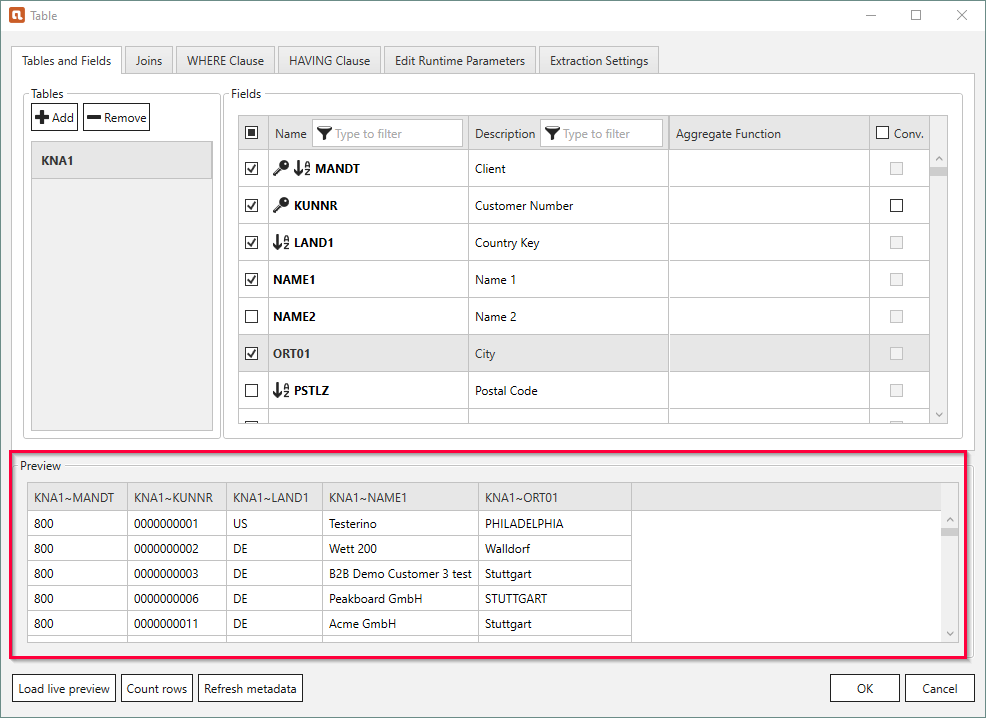 Table
Tables and Fields Joins WHERE Clause HAVING Clause Edit Runtime Parameters Extraction Settings
Tables
Add Remove
KNA1
Fields
Name Type to filter Description Type to filter Aggregate Function Conv.
MANDT Client
KUNNR Customer Number
LAND1 Country Key
NAME1 Name 1
NAME2 Name 2
ORT01 City
PSTLZ Postal Code
Preview
KNA1~MANDT KNA1~KUNNR KNA1~LAND1 KNA1~NAME1 KNA1~ORT01
800 0000000001 US Testerino PHILADELPHIA
800 0000000002 DE Wett 200 Walldorf
800 0000000003 DE B2B Demo Customer 3 test Stuttgart
800 0000000006 DE Peakboard GmbH STUTTGART
800 0000000011 DE Acme GmbH Stuttgart
Load live preview Count rows Refresh metadata OK Cancel